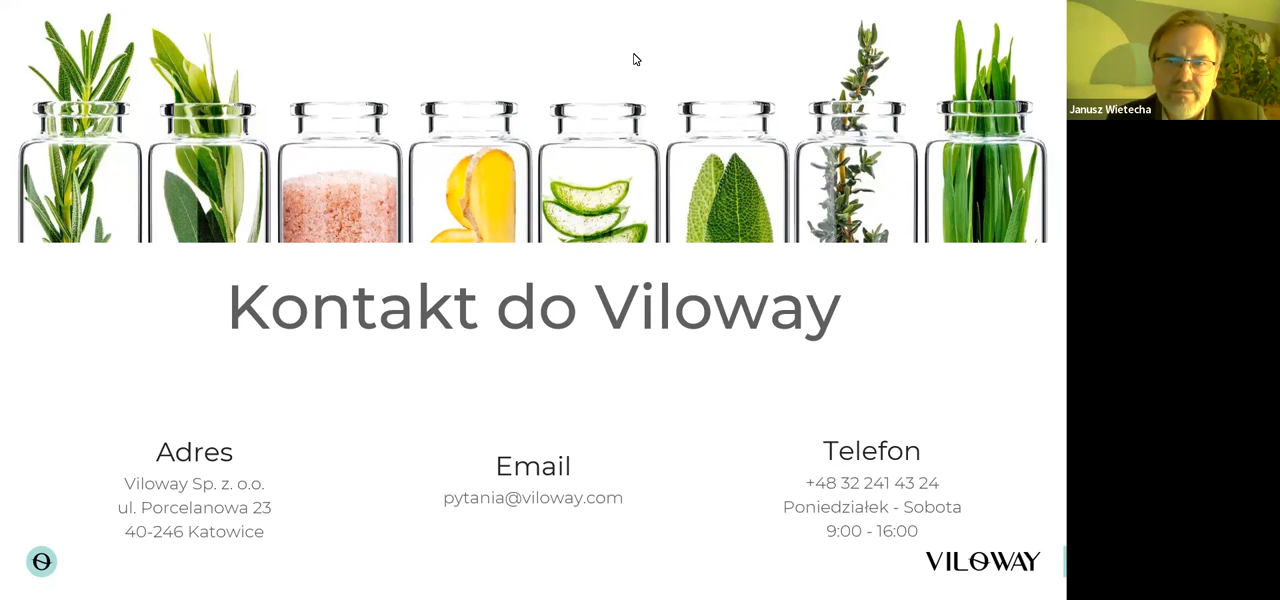 Janusz Wietecha
Kontakt do Viloway
Adres
Viloway Sp. z. o.o.
ul. Porcelanowa 23
40-246 Katowice
Email
pytania@viloway.com
Telefon
+48 32 241 43 24
Poniedziałek - Sobota
9:00 - 16:00
VILOWAY